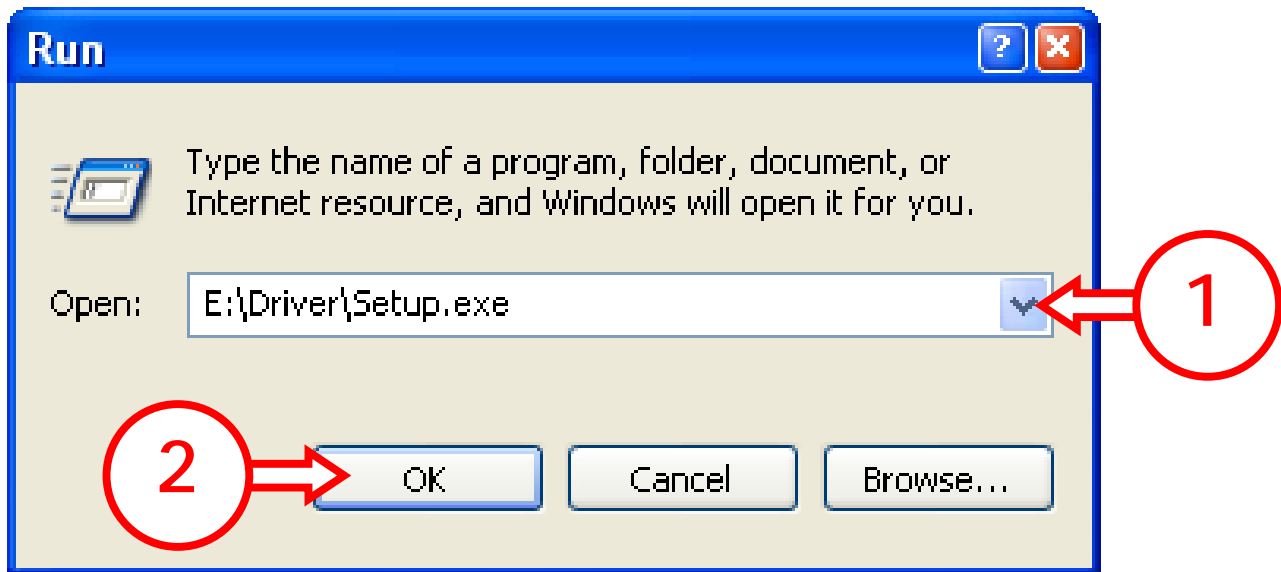 Run
Type the name of a program, folder, document, or
Internet resource, and Windows will open it for you.
Open: E:\Driver\Setup.exe
1
2
OK Cancel Browse...